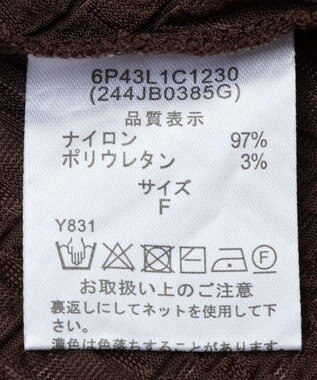 6P43L1C1230
(244JB0385G)
品質表示
ナイロン 97%
ポリウレタン 3%
サイズ
F
Y831
お取扱い上のご注意
裏返しにしてネットを使用して下さい。
濃色は色落ちすることがあります